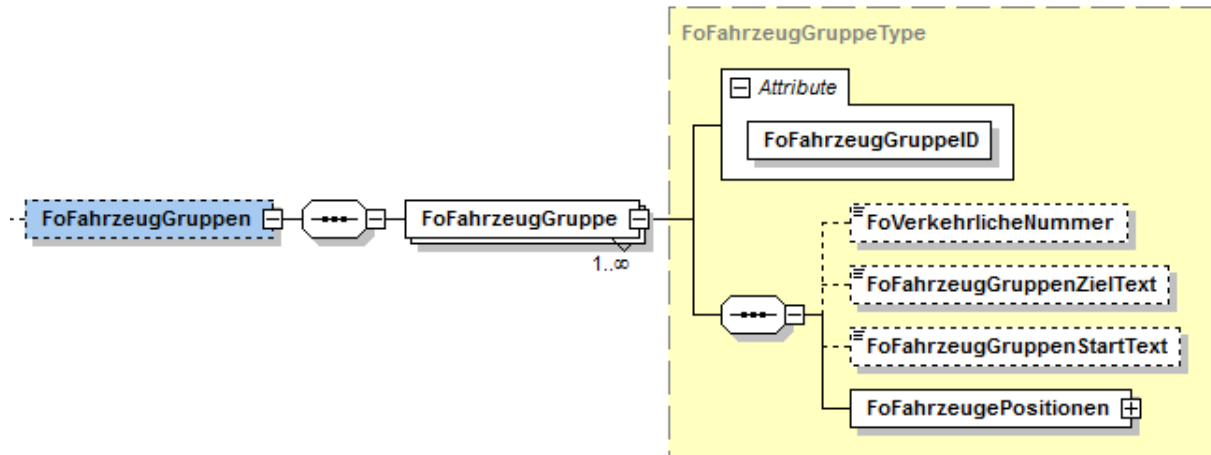 FoFahrzeugGruppeType
Attribute
FoFahrzeugGruppeID
FoFahrzeugGruppen
FoFahrzeugGruppe
1..∞
FoVerkehrlicheNummer
FoFahrzeugGruppenZielText
FoFahrzeugGruppenStartText
FoFahrzeugePositionen